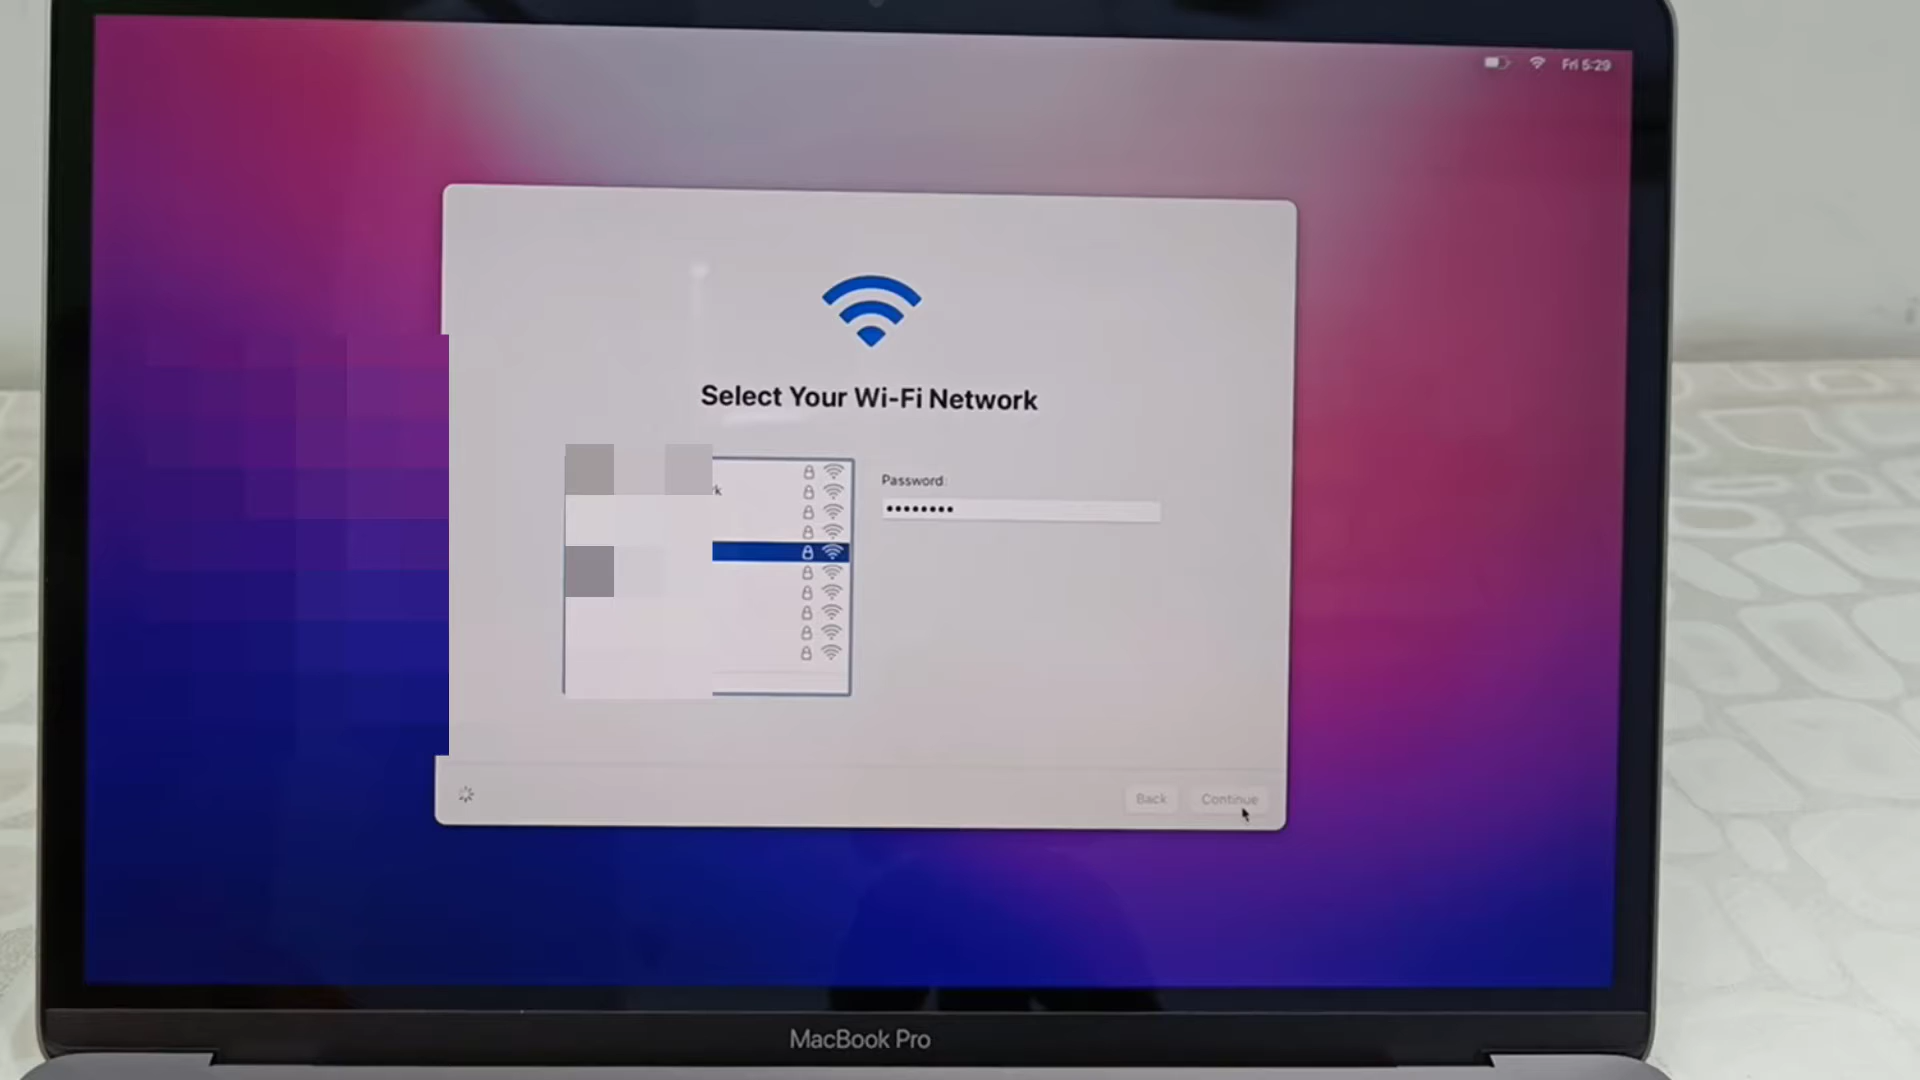 Fri 5:29
Select Your Wi-Fi Network
Password:
••••••••
Back
Continue
MacBook Pro